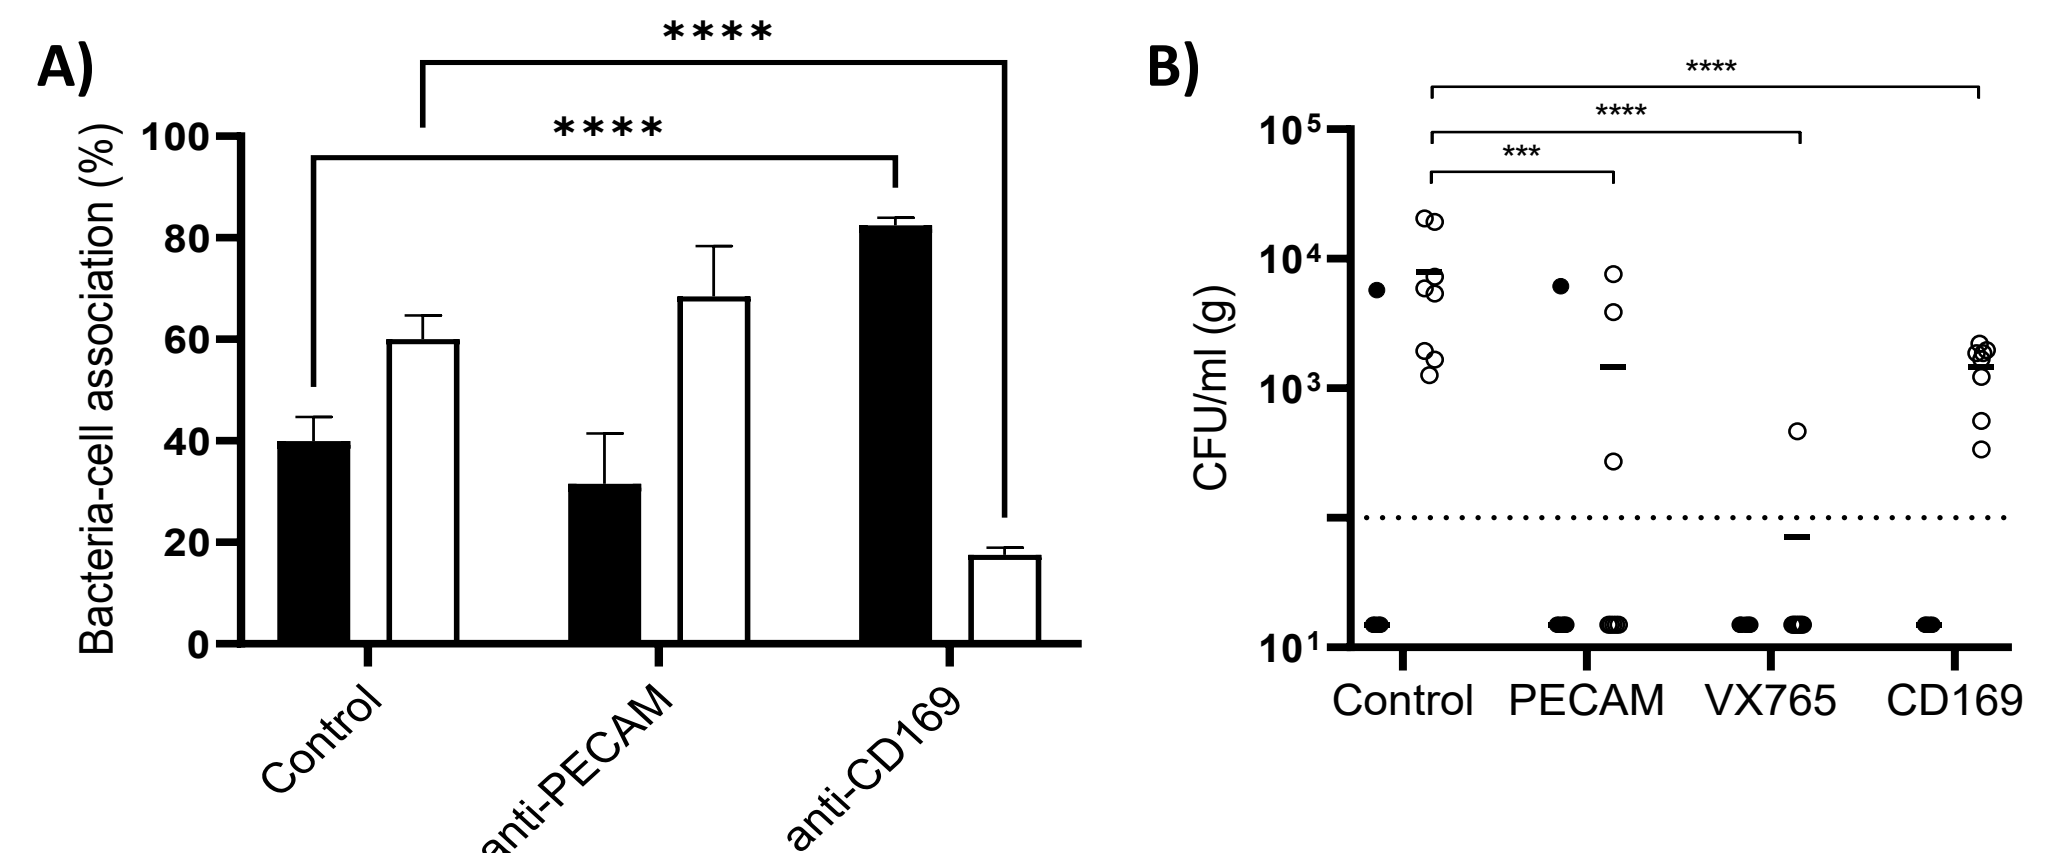 A)
****
****
Bacteria-cell association (%)
100
80
60
40
20
0
Control
anti-PECAM
anti-CD169
B)
****
****
***
CFU/ml (g)
10⁵
10⁴
10³
10¹
Control PECAM VX765 CD169